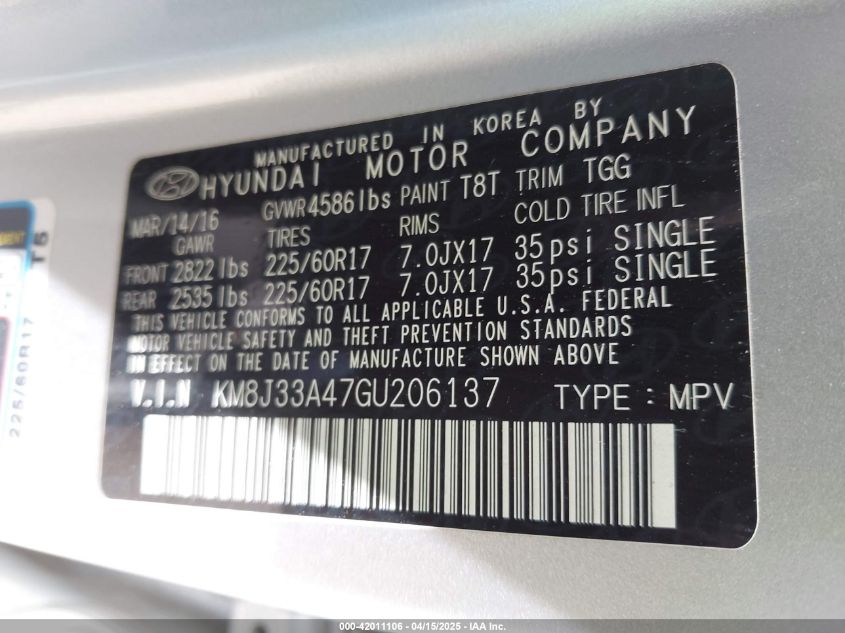 MANUFACTURED IN KOREA BY
HYUNDAI MOTOR COMPANY
MAR/14/16 GVWR 4586 lbs PAINT T8T TRIM TGG
GAWR TIRES RIMS COLD TIRE INFL
FRONT 2822 lbs 225/60R17 7.0JX17 35psi SINGLE
REAR 2535 lbs 225/60R17 7.0JX17 35psi SINGLE
THIS VEHICLE CONFORMS TO ALL APPLICABLE U.S.A. FEDERAL
MOTOR VEHICLE SAFETY AND THEFT PREVENTION STANDARDS
IN EFFECT ON THE DATE OF MANUFACTURE SHOWN ABOVE
V.I.N KM8J33A47GU206137 TYPE : MPV
225/60R17 T6
000-42011106 - 04/15/2025 - IAA Inc.